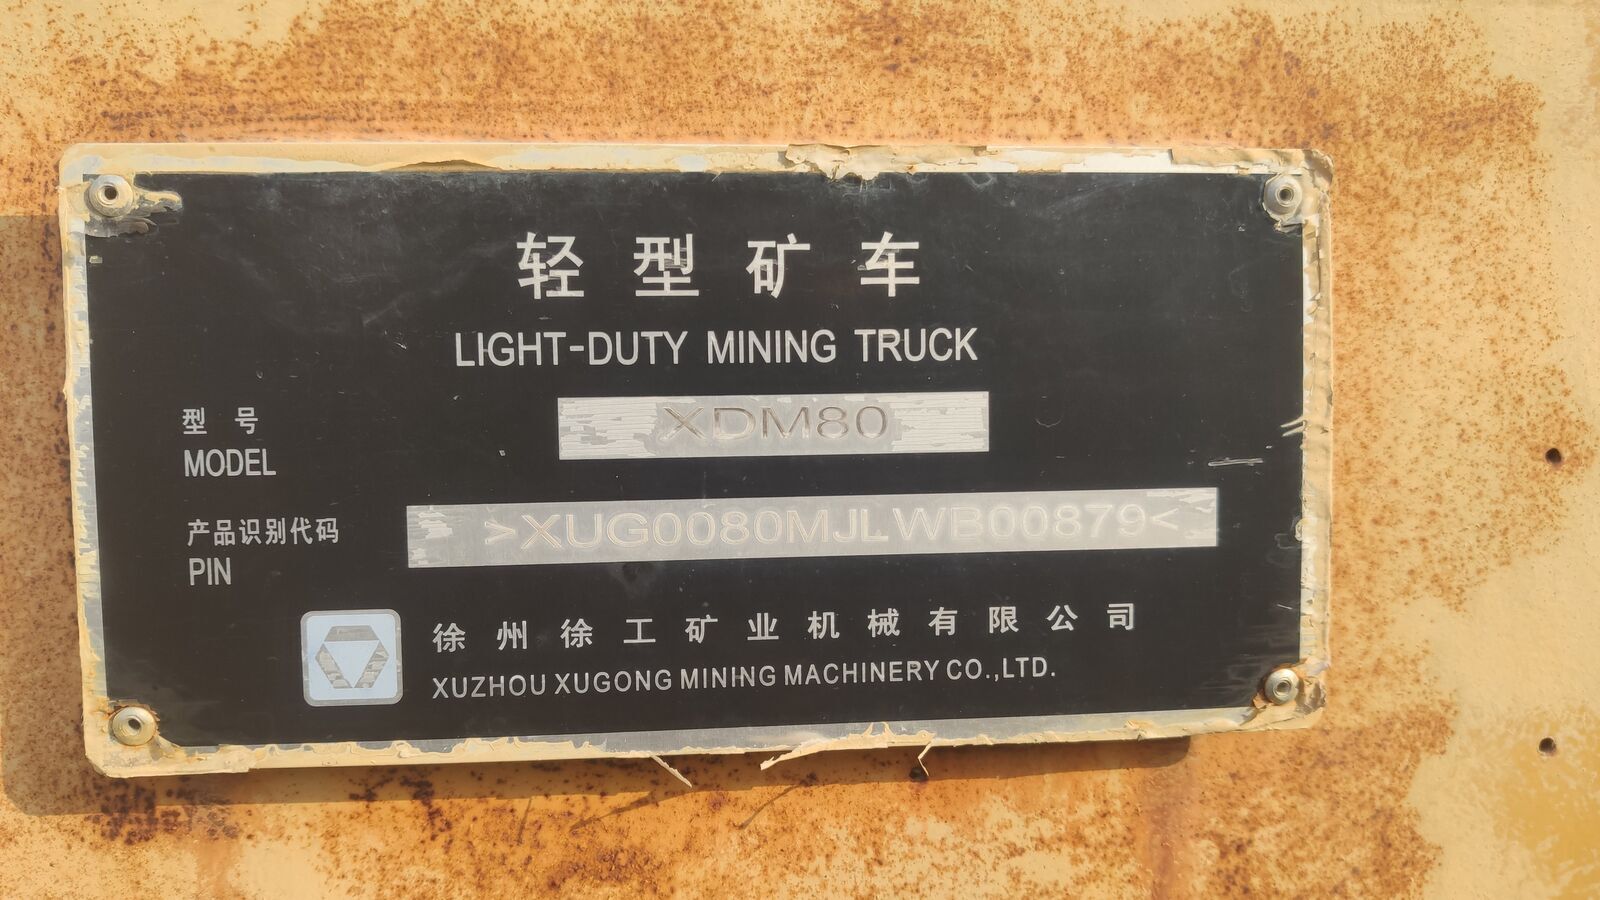 轻型矿车
LIGHT-DUTY MINING TRUCK
型号
MODEL
XDM80
产品识别代码
PIN
>XUG0080MJLWB00879<
徐州徐工矿业机械有限公司
XUZHOU XUGONG MINING MACHINERY CO.,LTD.